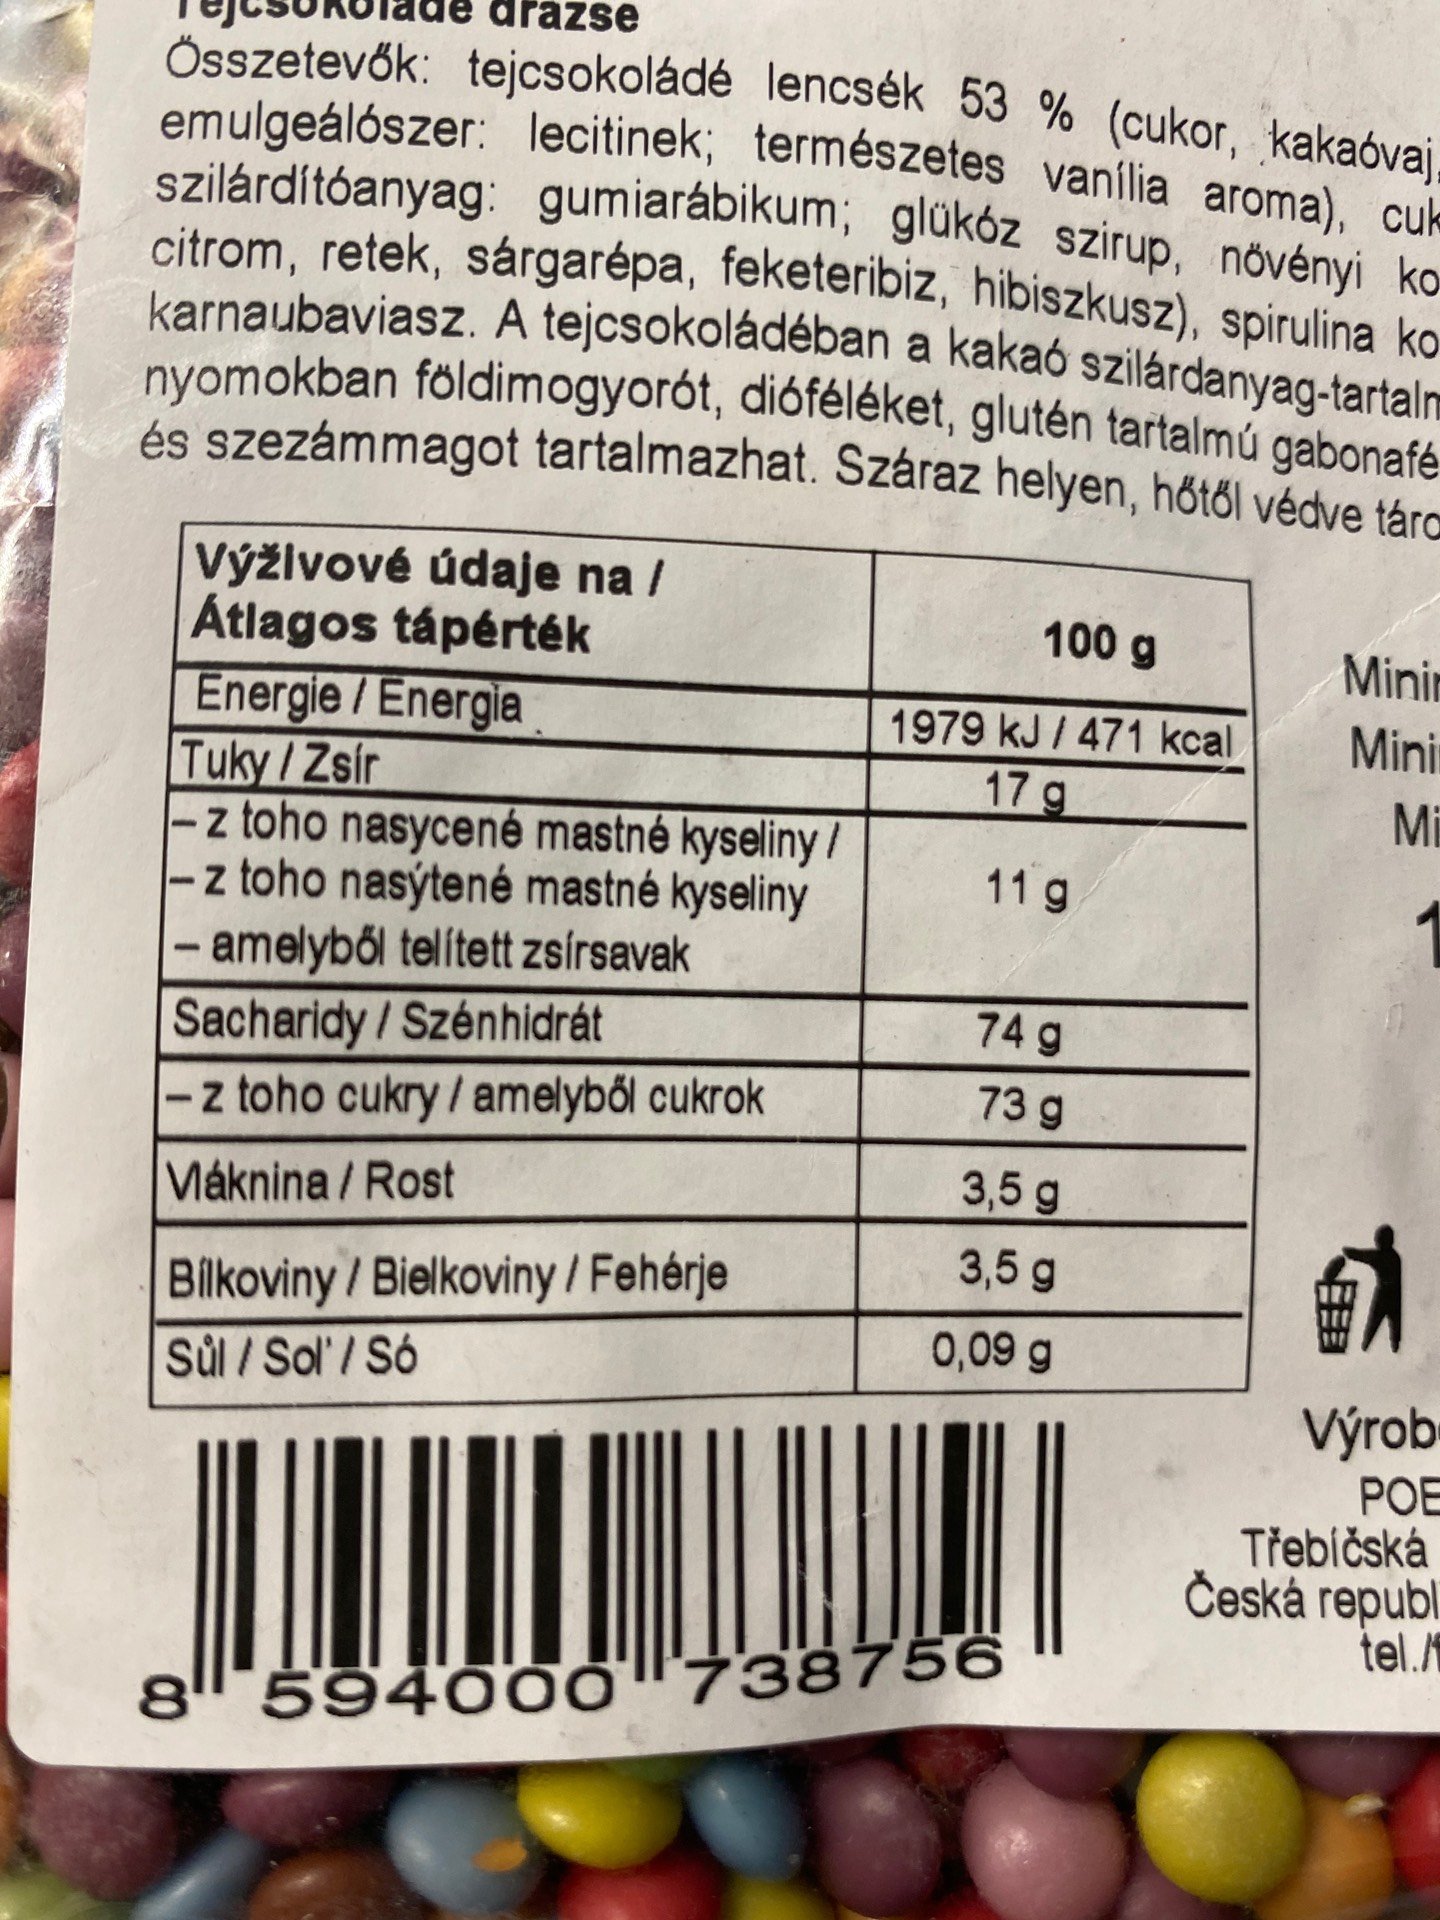 Tejcsokoládé drazsé
Összetevők: tejcsokoládé lencsék 53 % (cukor, kakaóvaj,
emulgeálószer: lecitinek; természetes vanília aroma), cuk
szilárdítóanyag: gumiarábikum; glükóz szirup, növényi ko
citrom, retek, sárgarépa, feketeribiz, hibiszkusz), spirulina ko
karnaubaviasz. A tejcsokoládéban a kakaó szilárdanyag-tartalm
nyomokban földimogyorót, dióféléket, glutén tartalmú gabonafé
és szezámmagot tartalmazhat. Száraz helyen, hőtől védve táro
Výživové údaje na /
Átlagos tápérték
100 g
Energie / Energia
1979 kJ / 471 kcal
Tuky / Zsír
17 g
– z toho nasycené mastné kyseliny /
– z toho nasýtené mastné kyseliny
– amelyből telített zsírsavak
11 g
Sacharidy / Szénhidrát
74 g
– z toho cukry / amelyből cukrok
73 g
Vláknina / Rost
3,5 g
Bílkoviny / Bielkoviny / Fehérje
3,5 g
Sůl / Soľ / Só
0,09 g
Minin
Mini
Mi
1
Výrob
POE
Třebíčská
Česká republi
tel./f
8 594000 738756